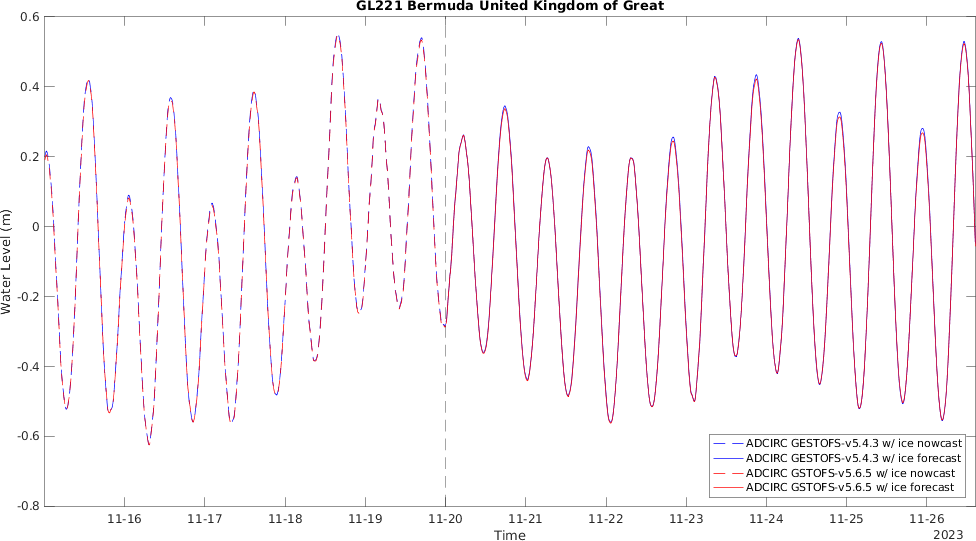 GL221 Bermuda United Kingdom of Great
0.6
0.4
0.2
0
-0.2
-0.4
-0.6
-0.8
Water Level (m)
ADCIRC GESTOFS-v5.4.3 w/ ice nowcast
ADCIRC GESTOFS-v5.4.3 w/ ice forecast
ADCIRC GSTOFS-v5.6.5 w/ ice nowcast
ADCIRC GSTOFS-v5.6.5 w/ ice forecast
11-16 11-17 11-18 11-19 11-20 11-21 11-22 11-23 11-24 11-25 11-26
Time
2023